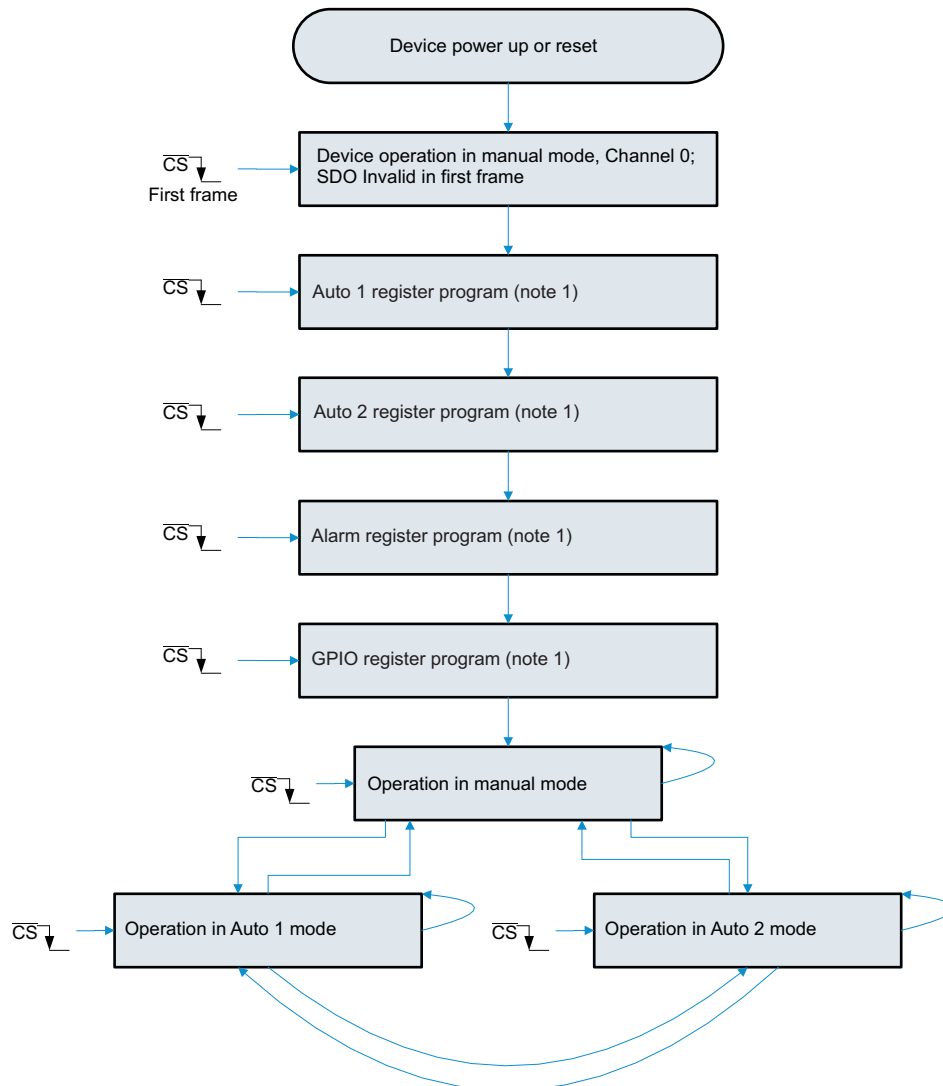 Device power up or reset
CS
First frame
Device operation in manual mode, Channel 0;
SDO Invalid in first frame
CS
Auto 1 register program (note 1)
CS
Auto 2 register program (note 1)
CS
Alarm register program (note 1)
CS
GPIO register program (note 1)
CS
Operation in manual mode
CS
Operation in Auto 1 mode
CS
Operation in Auto 2 mode